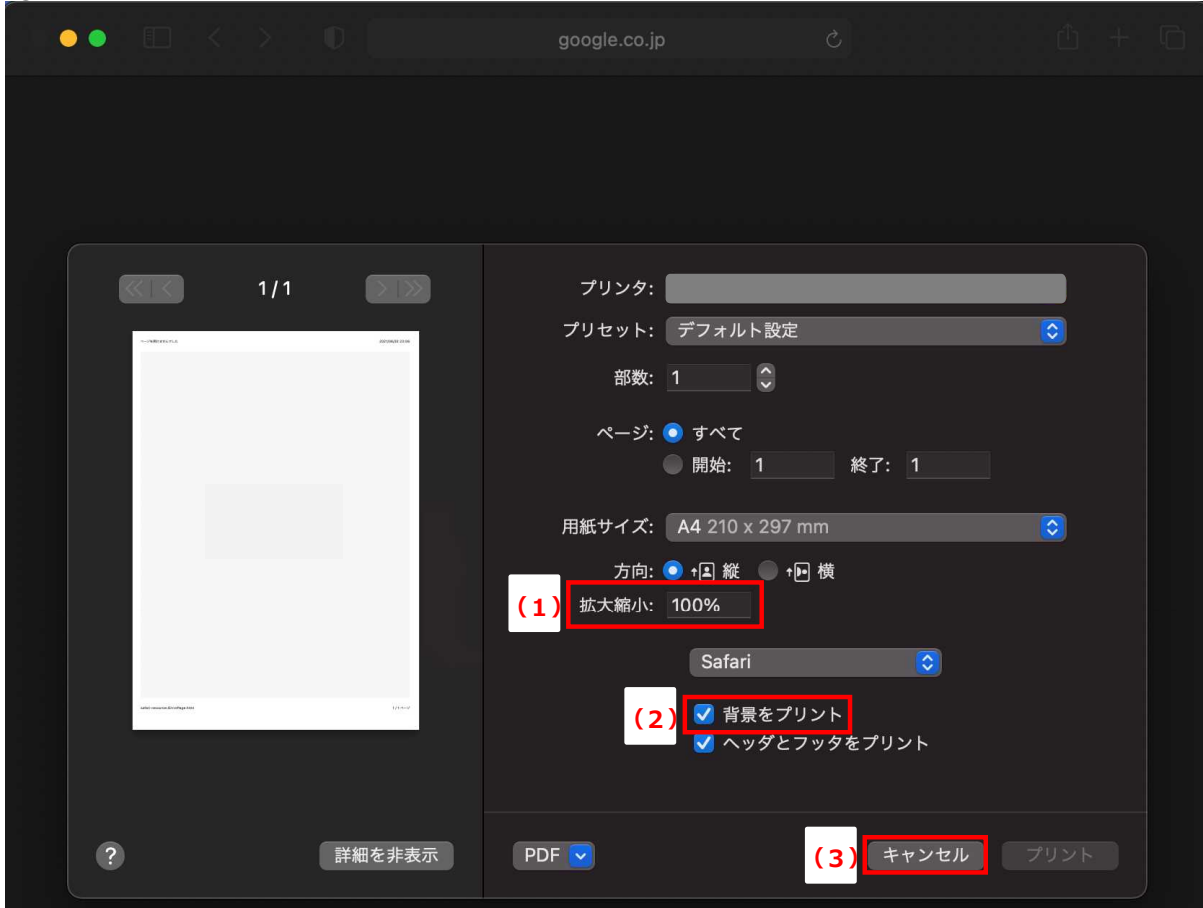 google.co.jp
1 / 1
プリンタ:
プリセット: デフォルト設定
部数: 1
ページ: すべて
開始: 1 終了: 1
用紙サイズ: A4 210 x 297 mm
方向: 縦 横
(1) 拡大縮小: 100%
Safari
(2) 背景をプリント
ヘッダとフッタをプリント
? 詳細を非表示 PDF (3) キャンセル プリント